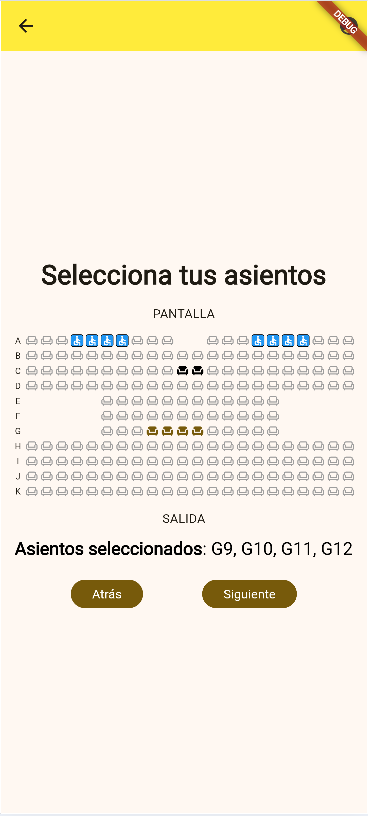 DEBUG
Selecciona tus asientos
PANTALLA
A
B
C
D
E
F
G
H
I
J
K
SALIDA
Asientos seleccionados: G9, G10, G11, G12
Atrás Siguiente